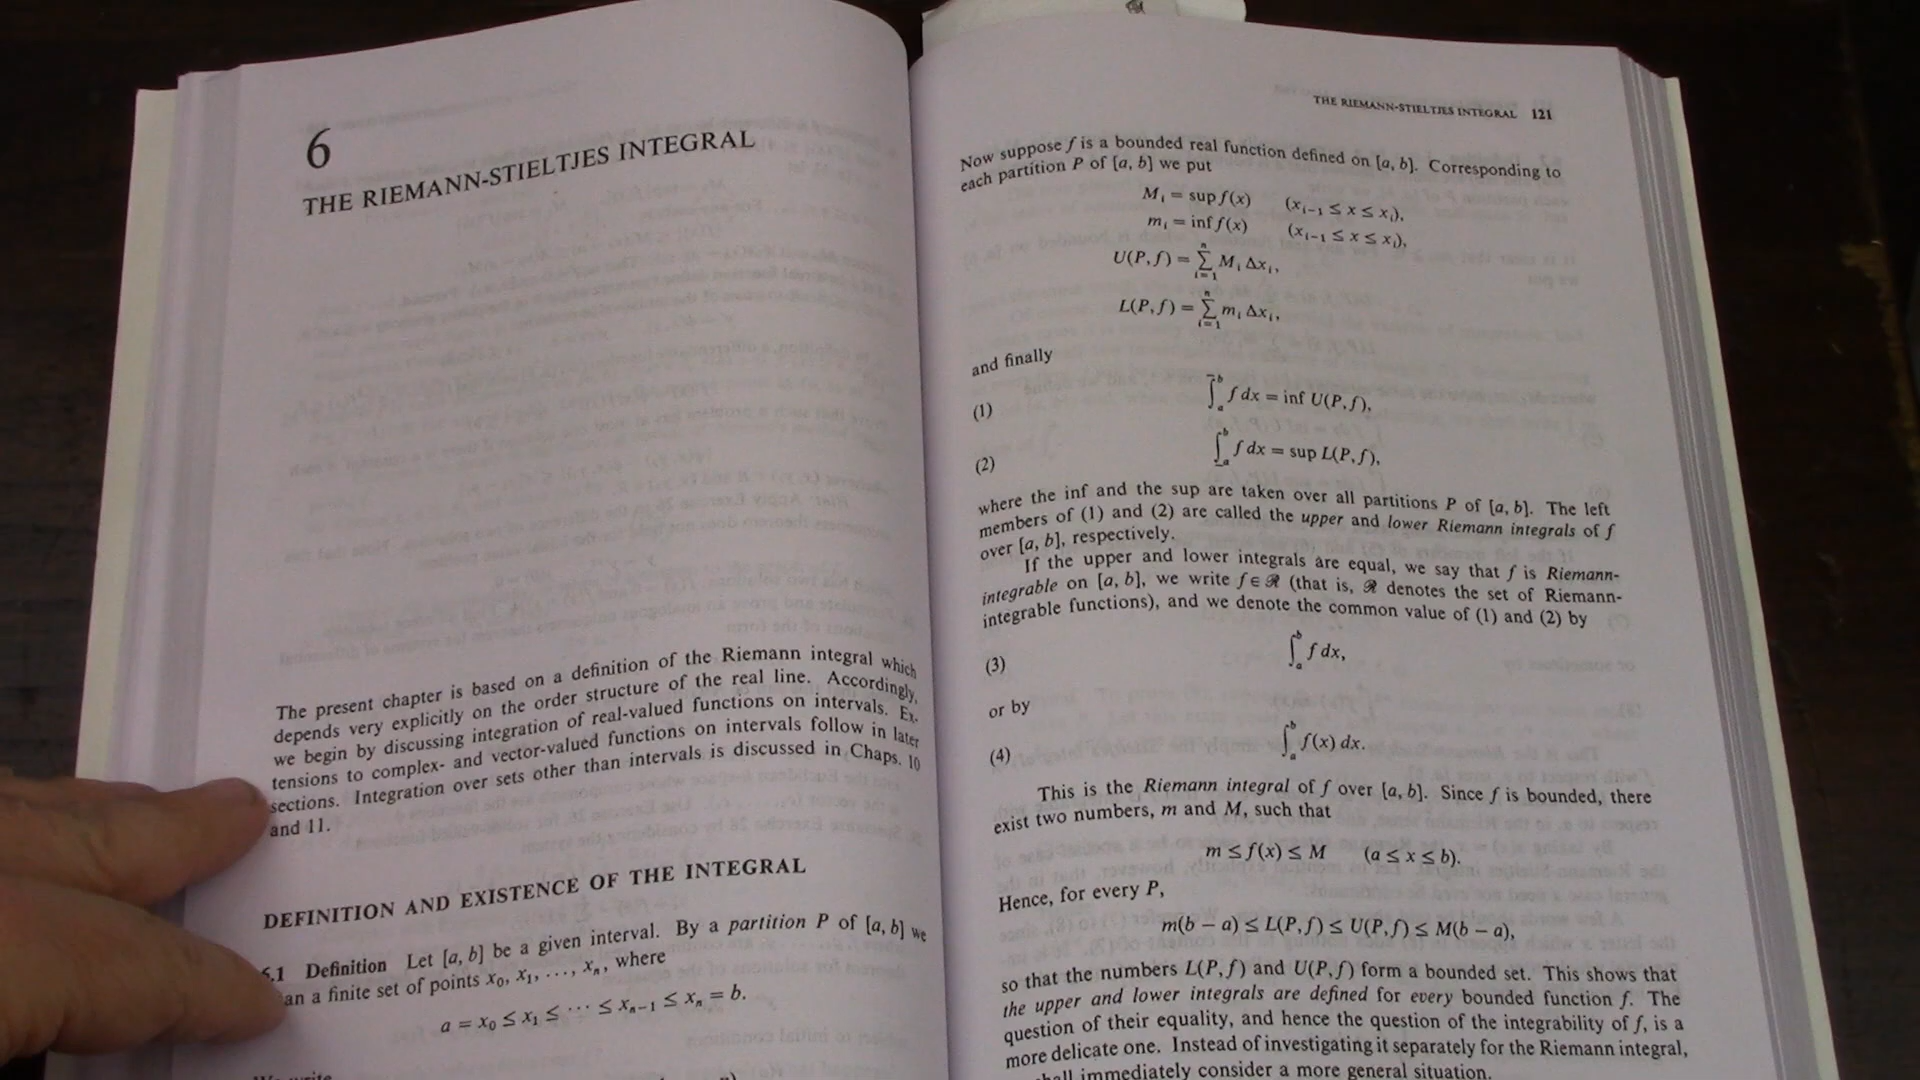 6
THE RIEMANN-STIELTJES INTEGRAL
The present chapter is based on a definition of the Riemann integral which
depends very explicitly on the order structure of the real line. Accordingly,
we begin by discussing integration of real-valued functions on intervals. Ex-
tensions to complex- and vector-valued functions on intervals follow in later
sections. Integration over sets other than intervals is discussed in Chaps. 10
and 11.
DEFINITION AND EXISTENCE OF THE INTEGRAL
6.1 Definition Let [a, b] be a given interval. By a partition P of [a, b] we
an a finite set of points x₀, x₁, . . . , xₙ, where
a = x₀ ≤ x₁ ≤ ⋯ ≤ xₙ₋₁ ≤ xₙ = b.
THE RIEMANN-STIELTJES INTEGRAL 121
Now suppose f is a bounded real function defined on [a, b]. Corresponding to
each partition P of [a, b] we put
Mᵢ = sup f(x) (xᵢ₋₁ ≤ x ≤ xᵢ),
mᵢ = inf f(x) (xᵢ₋₁ ≤ x ≤ xᵢ),
U(P, f) = ∑ᵢ₌₁ⁿ Mᵢ Δxᵢ,
L(P, f) = ∑ᵢ₌₁ⁿ mᵢ Δxᵢ,
and finally
(1) ∫̅ₐᵇ f dx = inf U(P, f),
(2) ∫̲ₐᵇ f dx = sup L(P, f),
where the inf and the sup are taken over all partitions P of [a, b]. The left
members of (1) and (2) are called the upper and lower Riemann integrals of f
over [a, b], respectively.
If the upper and lower integrals are equal, we say that f is Riemann-
integrable on [a, b], we write f ∈ ℛ (that is, ℛ denotes the set of Riemann-
integrable functions), and we denote the common value of (1) and (2) by
(3) ∫ₐᵇ f dx,
or by
(4) ∫ₐᵇ f(x) dx.
This is the Riemann integral of f over [a, b]. Since f is bounded, there
exist two numbers, m and M, such that
m ≤ f(x) ≤ M (a ≤ x ≤ b).
Hence, for every P,
m(b − a) ≤ L(P, f) ≤ U(P, f) ≤ M(b − a),
so that the numbers L(P, f) and U(P, f) form a bounded set. This shows that
the upper and lower integrals are defined for every bounded function f. The
question of their equality, and hence the question of the integrability of f, is a
more delicate one. Instead of investigating it separately for the Riemann integral,
immediately consider a more general situation.